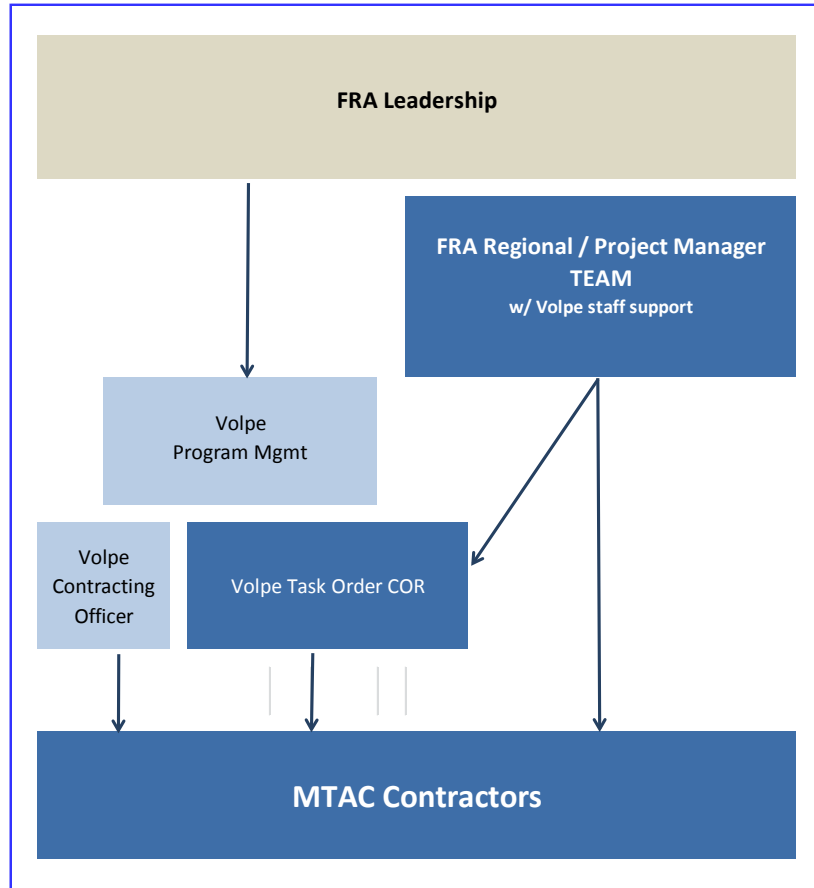 FRA Leadership
FRA Regional / Project Manager
TEAM
w/ Volpe staff support
Volpe
Program Mgmt
Volpe
Contracting
Officer
Volpe Task Order COR
MTAC Contractors